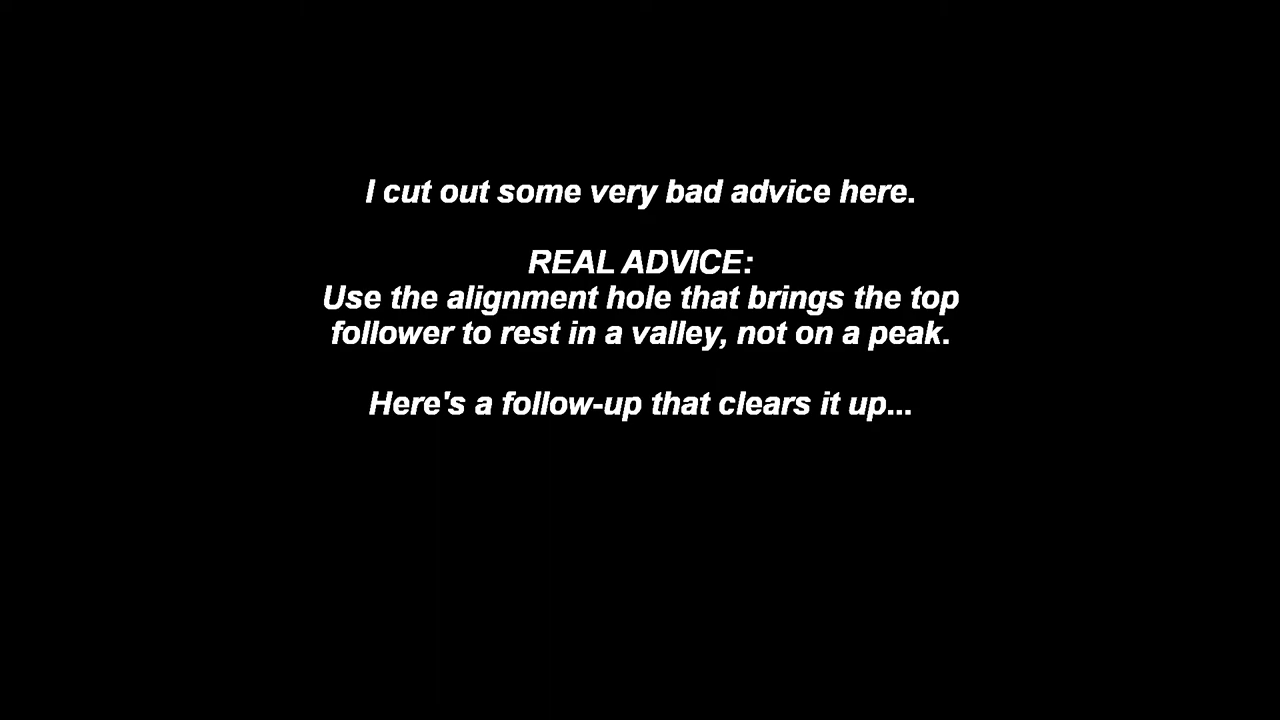 I cut out some very bad advice here.
REAL ADVICE:
Use the alignment hole that brings the top
follower to rest in a valley, not on a peak.
Here's a follow-up that clears it up...